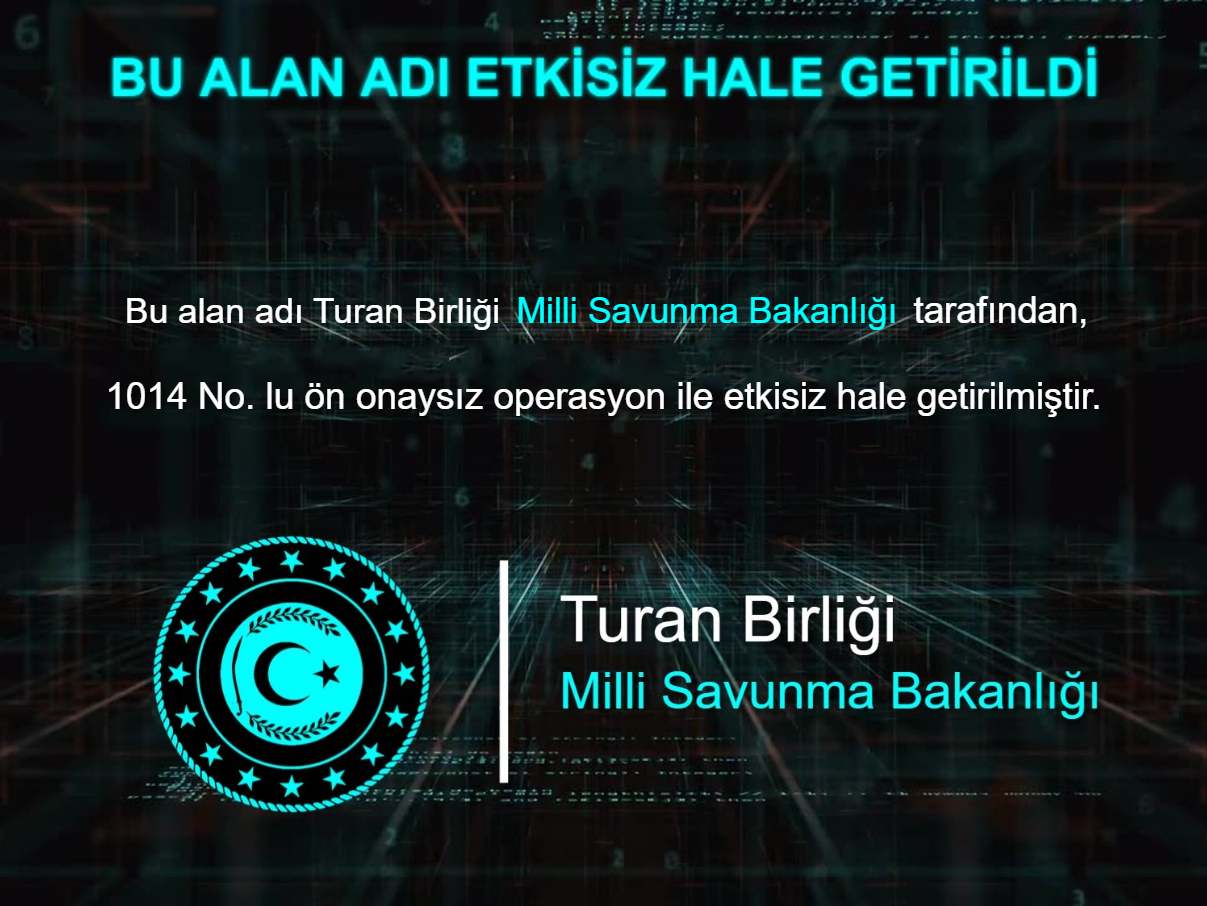 BU ALAN ADI ETKİSİZ HALE GETİRİLDİ
Bu alan adı Turan Birliği Milli Savunma Bakanlığı tarafından,
1014 No. lu ön onaysız operasyon ile etkisiz hale getirilmiştir.
Turan Birliği
Milli Savunma Bakanlığı